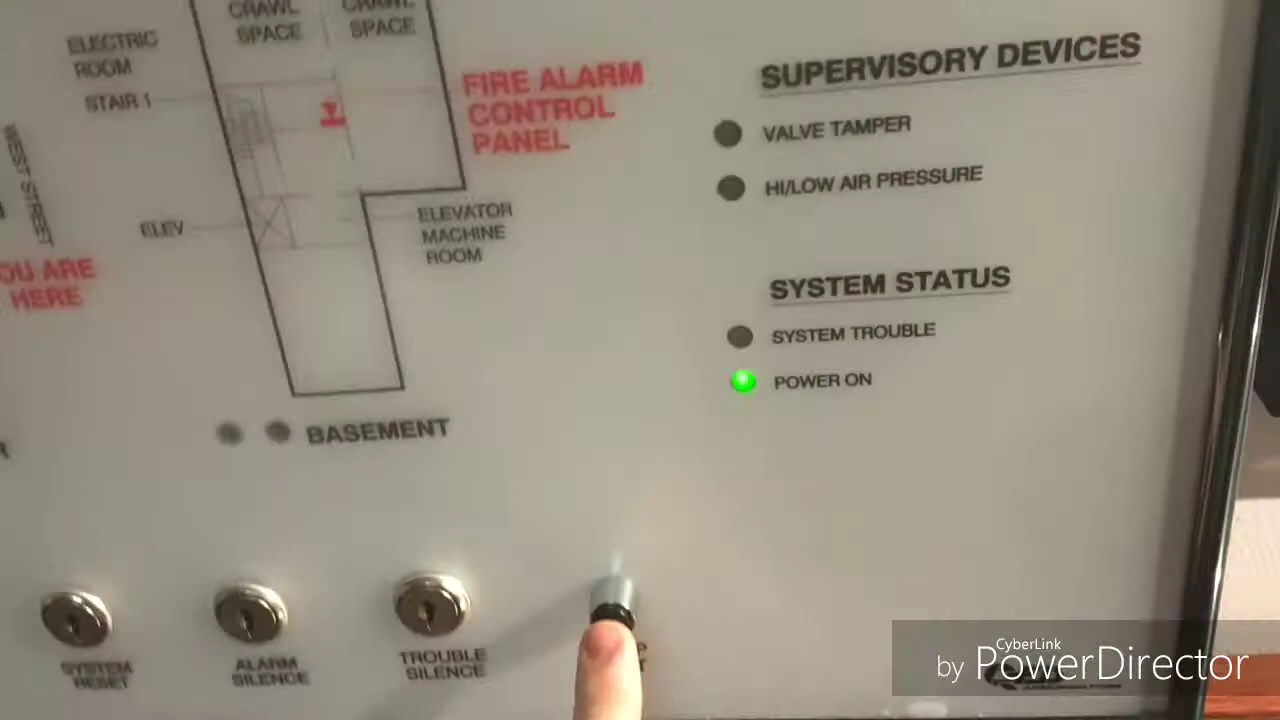 CRAWL
SPACE
CRAWL
SPACE
ELECTRIC
ROOM
STAIR 1
FIRE ALARM
CONTROL
PANEL
WEST STREET
ELEV
ELEVATOR
MACHINE
ROOM
OU ARE
HERE
BASEMENT
SUPERVISORY DEVICES
VALVE TAMPER
HI/LOW AIR PRESSURE
SYSTEM STATUS
SYSTEM TROUBLE
POWER ON
SYSTEM
RESET
ALARM
SILENCE
TROUBLE
SILENCE
CyberLink
by PowerDirector